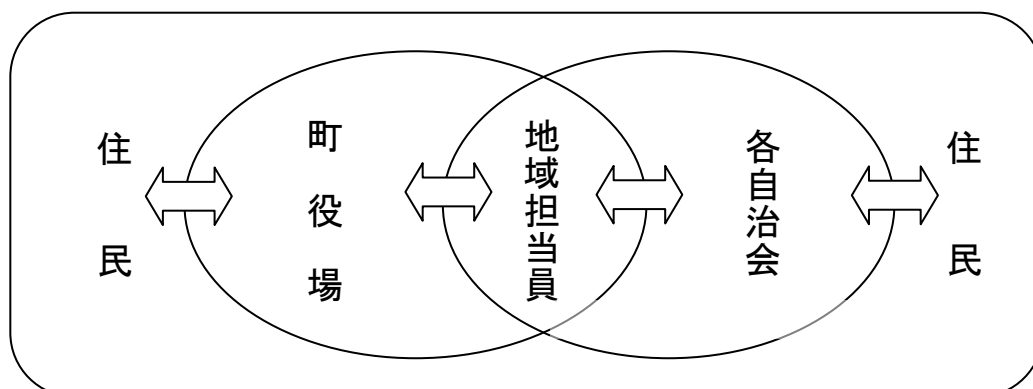 住民
町役場
地域担当員
各自治会
住民